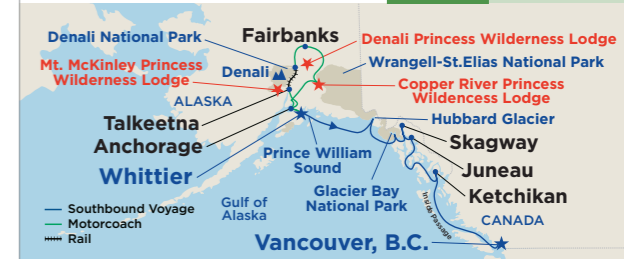 Fairbanks
Denali National Park
Denali Princess Wilderness Lodge
Mt. McKinley Princess
Wilderness Lodge
Denali
Wrangell-St.Elias National Park
Copper River Princess
Wildencess Lodge
ALASKA
Talkeetna
Anchorage
Whittier
Hubbard Glacier
Skagway
Prince William
Sound
Juneau
Glacier Bay
National Park
Ketchikan
Gulf of
Alaska
Inside Passage
CANADA
Southbound Voyage
Motorcoach
Rail
Vancouver, B.C.